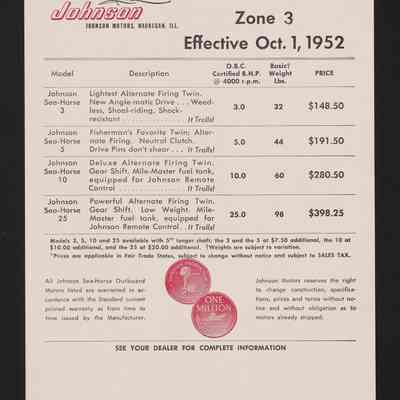 Johnson
JOHNSON MOTORS, WAUKEGAN, ILL.
Zone 3
Effective Oct. 1, 1952
Model Description O.B.C. Certified B.H.P. @ 4000 r.p.m. Basic† Weight Lbs. PRICE
Johnson Sea-Horse 3
Lightest Alternate Firing Twin.
New Angle-matic Drive . . . Weed-
less, Shoal-riding, Shock-
resistant . . . . . . . . . . . . . . It Trolls!
3.0 32 $148.50
Johnson Sea-Horse 5
Fisherman's Favorite Twin; Alter-
nate Firing. Neutral Clutch.
Drive Pins don't shear . . . It Trolls!
5.0 44 $191.50
Johnson Sea-Horse 10
Deluxe Alternate Firing Twin.
Gear Shift. Mile-Master fuel tank,
equipped for Johnson Remote
Control . . . . . . . . . . . . . . . It Trolls!
10.0 60 $280.50
Johnson Sea-Horse 25
Powerful Alternate Firing Twin.
Gear Shift. Low Weight. Mile-
Master fuel tank, equipped for
Johnson Remote Control . . It Trolls!
25.0 98 $398.25
Models 3, 5, 10 and 25 available with 5" longer shaft; the 3 and the 5 at $7.50 additional, the 10 at
$10.00 additional, and the 25 at $20.00 additional. †Weights are subject to variation.
*Prices are applicable in Fair Trade States, subject to change without notice and subject to SALES TAX.
All Johnson Sea-Horse Outboard
Motors listed are warranted in ac-
cordance with the Standard current
printed warranty as from time to
time issued by the Manufacturer.
ONE
MILLION
Johnson Motors reserves the right
to change construction, specifica-
tions, prices and terms without no-
tice and without obligation as to
motors already shipped.
SEE YOUR DEALER FOR COMPLETE INFORMATION